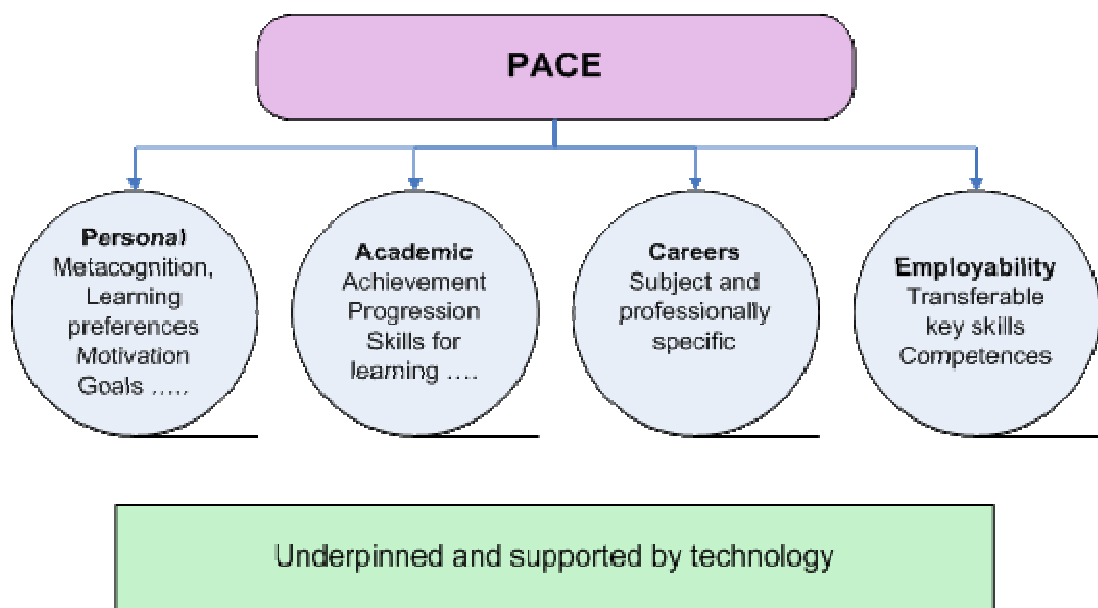 PACE
Personal
Metacognition,
Learning
preferences
Motivation
Goals .....
Academic
Achievement
Progression
Skills for
learning ....
Careers
Subject and
professionally
specific
Employability
Transferable
key skills
Competences
Underpinned and supported by technology